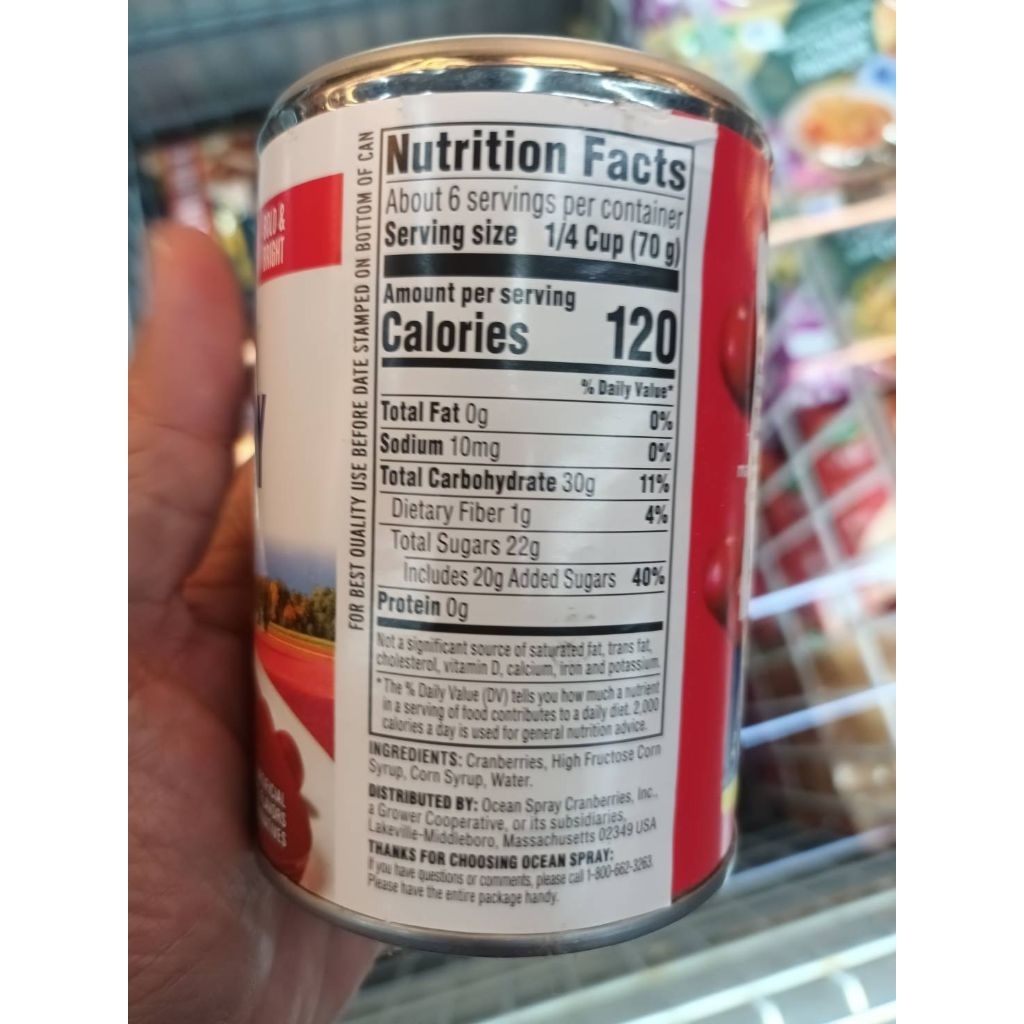 BOLD &
BRIGHT
Y
FOR BEST QUALITY USE BEFORE DATE STAMPED ON BOTTOM OF CAN
Nutrition Facts
About 6 servings per container
Serving size 1/4 Cup (70 g)
Amount per serving
Calories 120
% Daily Value*
Total Fat 0g 0%
Sodium 10mg 0%
Total Carbohydrate 30g 11%
Dietary Fiber 1g 4%
Total Sugars 22g
Includes 20g Added Sugars 40%
Protein 0g
Not a significant source of saturated fat, trans fat,
cholesterol, vitamin D, calcium, iron and potassium.
*The % Daily Value (DV) tells you how much a nutrient
in a serving of food contributes to a daily diet. 2,000
calories a day is used for general nutrition advice.
INGREDIENTS: Cranberries, High Fructose Corn
Syrup, Corn Syrup, Water.
DISTRIBUTED BY: Ocean Spray Cranberries, Inc.,
a Grower Cooperative, or its subsidiaries,
Lakeville-Middleboro, Massachusetts 02349 USA
THANKS FOR CHOOSING OCEAN SPRAY:
If you have questions or comments, please call 1-800-662-3263.
Please have the entire package handy.